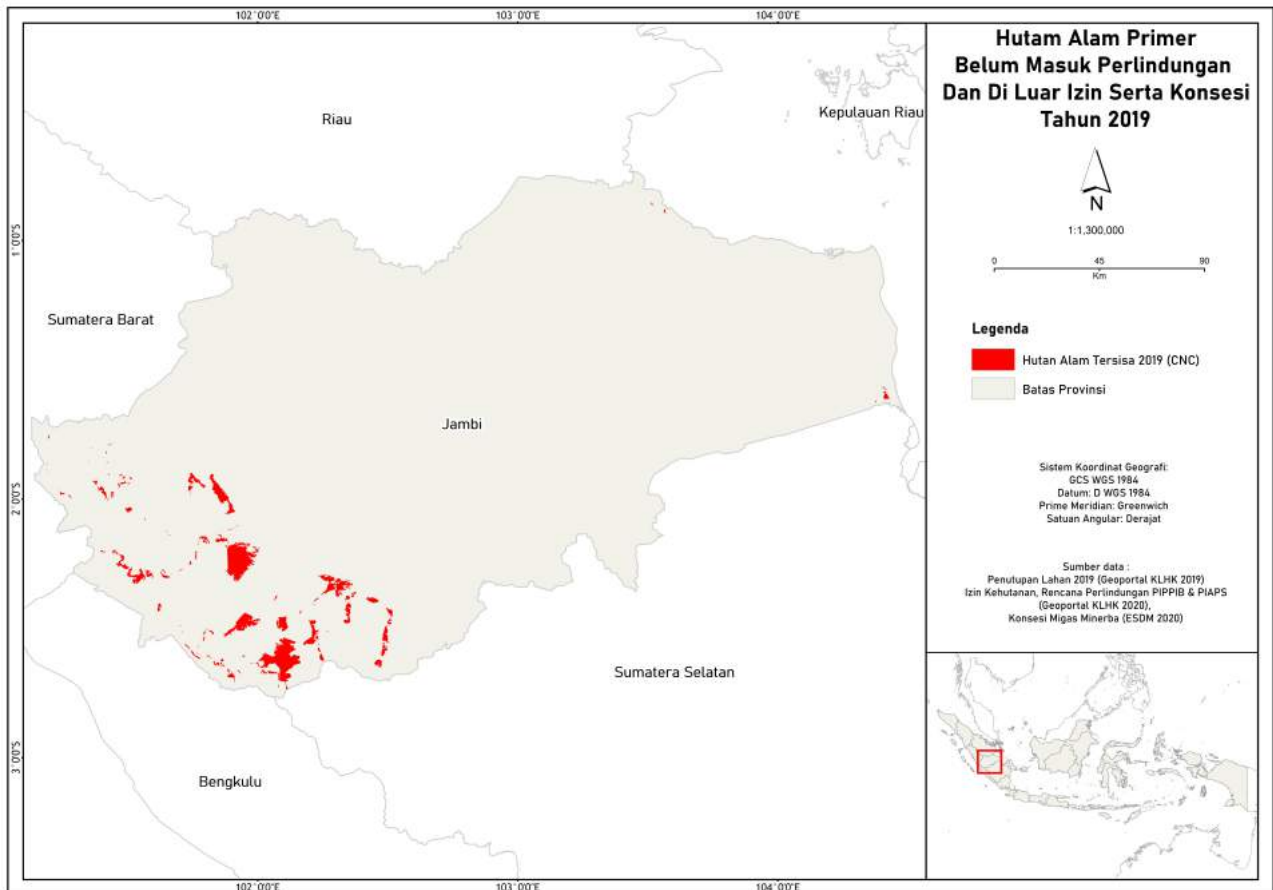 102°0'0"E
103°0'0"E
104°0'0"E
Riau
Kepulauan Riau
1°0'0"S
Sumatera Barat
Jambi
2°0'0"S
Sumatera Selatan
3°0'0"S
Bengkulu
102°0'0"E
103°0'0"E
104°0'0"E
Hutam Alam Primer
Belum Masuk Perlindungan
Dan Di Luar Izin Serta Konsesi
Tahun 2019
N
1:1,300,000
0 45 90
Km
Legenda
Hutan Alam Tersisa 2019 (CNC)
Batas Provinsi
Sistem Koordinat Geografi:
GCS WGS 1984
Datum: D WGS 1984
Prime Meridian: Greenwich
Satuan Angular: Derajat
Sumber data :
Penutupan Lahan 2019 (Geoportal KLHK 2019)
Izin Kehutanan, Rencana Perlindungan PIPPIB & PIAPS
(Geoportal KLHK 2020),
Konsesi Migas Minerba (ESDM 2020)